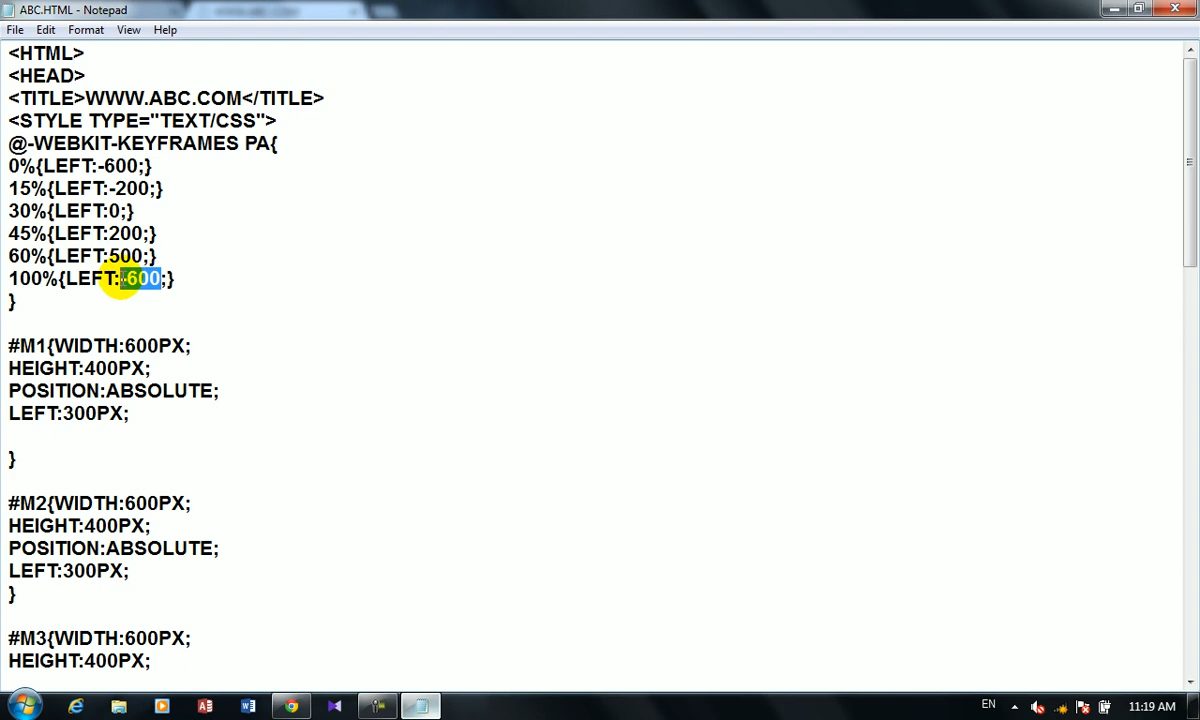 ABC.HTML - Notepad
File Edit Format View Help
<HTML>
<HEAD>
<TITLE>WWW.ABC.COM</TITLE>
<STYLE TYPE="TEXT/CSS">
@-WEBKIT-KEYFRAMES PA{
0%{LEFT:-600;}
15%{LEFT:-200;}
30%{LEFT:0;}
45%{LEFT:200;}
60%{LEFT:500;}
100%{LEFT:-600;}
}
#M1{WIDTH:600PX;
HEIGHT:400PX;
POSITION:ABSOLUTE;
LEFT:300PX;
}
#M2{WIDTH:600PX;
HEIGHT:400PX;
POSITION:ABSOLUTE;
LEFT:300PX;
}
#M3{WIDTH:600PX;
HEIGHT:400PX;
EN 11:19 AM